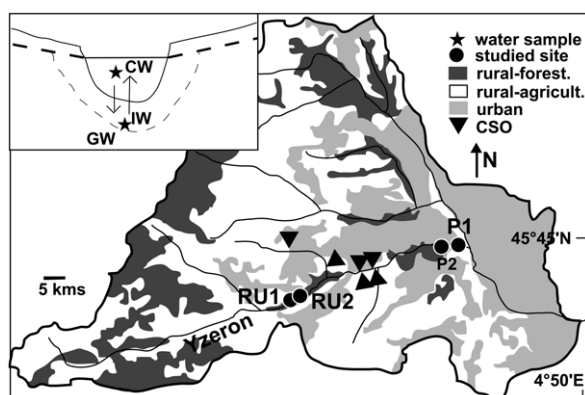 CW
IW
GW
water sample
studied site
rural-forest.
rural-agricult.
urban
CSO
N
P1
45°45'N
P2
5 kms
RU1
RU2
Yzeron
4°50'E